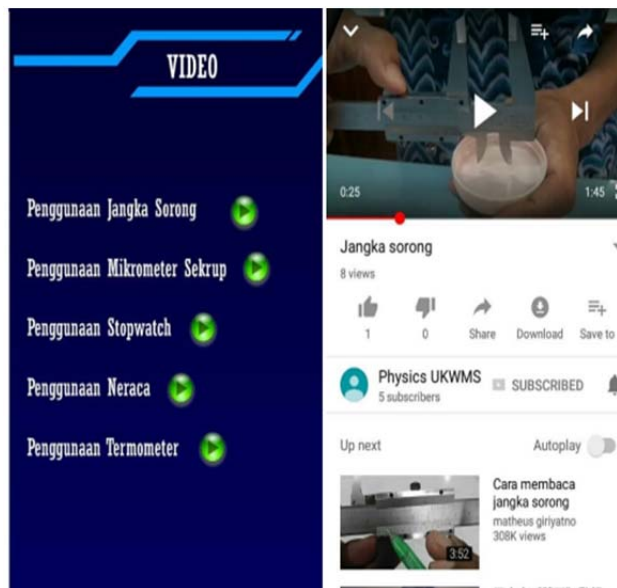 VIDEO
Penggunaan Jangka Sorong
Penggunaan Mikrometer Sekrup
Penggunaan Stopwatch
Penggunaan Neraca
Penggunaan Termometer
0:25
1:45
Jangka sorong
8 views
1
0
Share
Download
Save to
Physics UKWMS
5 subscribers
SUBSCRIBED
Up next
Autoplay
3:52
Cara membaca
jangka sorong
matheus giriyatno
308K views